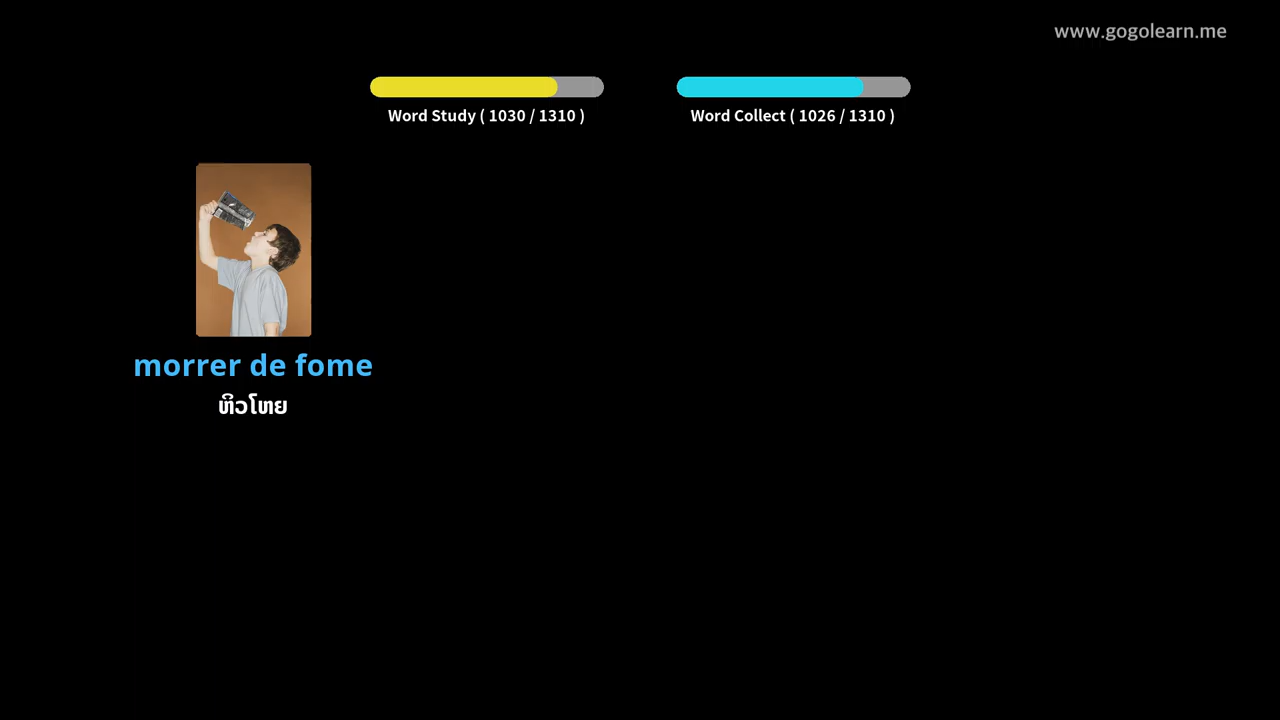 www.gogolearn.me
Word Study ( 1030 / 1310 )
Word Collect ( 1026 / 1310 )
morrer de fome
ຫິວໂຫຍ